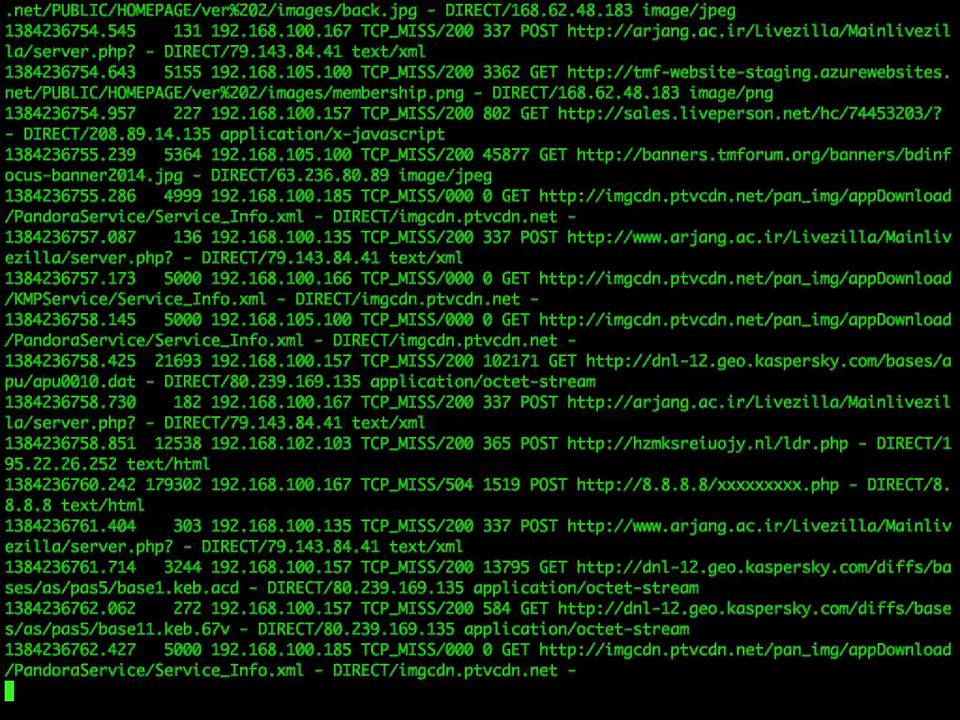 .net/PUBLIC/HOMEPAGE/ver%202/images/back.jpg - DIRECT/168.62.48.183 image/jpeg
1384236754.545    131 192.168.100.167 TCP_MISS/200 337 POST http://arjang.ac.ir/Livezilla/Mainlivezil
la/server.php? - DIRECT/79.143.84.41 text/xml
1384236754.643   5155 192.168.105.100 TCP_MISS/200 3362 GET http://tmf-website-staging.azurewebsites.
net/PUBLIC/HOMEPAGE/ver%202/images/membership.png - DIRECT/168.62.48.183 image/png
1384236754.957    227 192.168.100.157 TCP_MISS/200 802 GET http://sales.liveperson.net/hc/74453203/?
- DIRECT/208.89.14.135 application/x-javascript
1384236755.239   5364 192.168.105.100 TCP_MISS/200 45877 GET http://banners.tmforum.org/banners/bdinf
ocus-banner2014.jpg - DIRECT/63.236.80.89 image/jpeg
1384236755.286   4999 192.168.100.185 TCP_MISS/000 0 GET http://imgcdn.ptvcdn.net/pan_img/appDownload
/PandoraService/Service_Info.xml - DIRECT/imgcdn.ptvcdn.net -
1384236757.087    136 192.168.100.135 TCP_MISS/200 337 POST http://www.arjang.ac.ir/Livezilla/Mainliv
ezilla/server.php? - DIRECT/79.143.84.41 text/xml
1384236757.173   5000 192.168.100.166 TCP_MISS/000 0 GET http://imgcdn.ptvcdn.net/pan_img/appDownload
/KMPService/Service_Info.xml - DIRECT/imgcdn.ptvcdn.net -
1384236758.145   5000 192.168.105.100 TCP_MISS/000 0 GET http://imgcdn.ptvcdn.net/pan_img/appDownload
/PandoraService/Service_Info.xml - DIRECT/imgcdn.ptvcdn.net -
1384236758.425  21693 192.168.100.157 TCP_MISS/200 102171 GET http://dnl-12.geo.kaspersky.com/bases/a
pu/apu0010.dat - DIRECT/80.239.169.135 application/octet-stream
1384236758.730    182 192.168.100.167 TCP_MISS/200 337 POST http://arjang.ac.ir/Livezilla/Mainlivezil
la/server.php? - DIRECT/79.143.84.41 text/xml
1384236758.851  12538 192.168.102.103 TCP_MISS/200 365 POST http://hzmksreiuojy.nl/ldr.php - DIRECT/1
95.22.26.252 text/html
1384236760.242 179302 192.168.100.167 TCP_MISS/504 1519 POST http://8.8.8.8/xxxxxxxxx.php - DIRECT/8.
8.8.8 text/html
1384236761.404    303 192.168.100.135 TCP_MISS/200 337 POST http://www.arjang.ac.ir/Livezilla/Mainliv
ezilla/server.php? - DIRECT/79.143.84.41 text/xml
1384236761.714   3244 192.168.100.157 TCP_MISS/200 13795 GET http://dnl-12.geo.kaspersky.com/diffs/ba
ses/as/pas5/base1.keb.acd - DIRECT/80.239.169.135 application/octet-stream
1384236762.062    272 192.168.100.157 TCP_MISS/200 584 GET http://dnl-12.geo.kaspersky.com/diffs/base
s/as/pas5/base11.keb.67v - DIRECT/80.239.169.135 application/octet-stream
1384236762.427   5000 192.168.100.185 TCP_MISS/000 0 GET http://imgcdn.ptvcdn.net/pan_img/appDownload
/PandoraService/Service_Info.xml - DIRECT/imgcdn.ptvcdn.net -